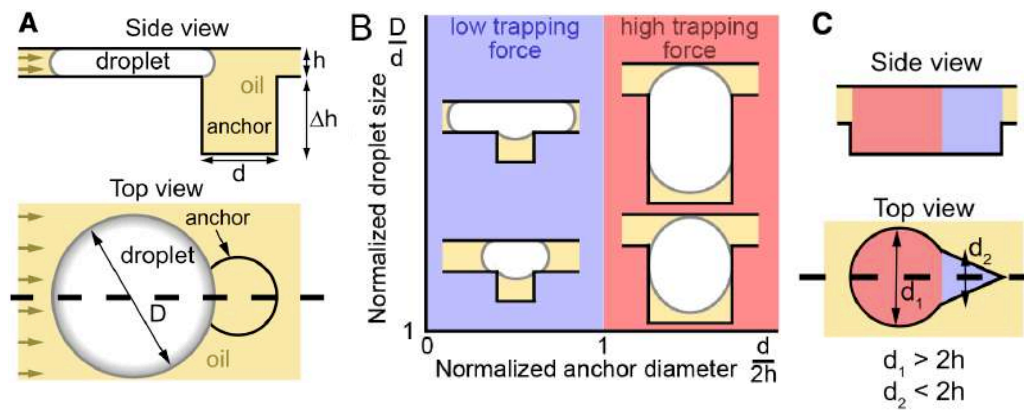 A
Side view
droplet
h
oil
anchor
Δh
d
Top view
anchor
droplet
D
oil
B
D
d
low trapping
force
high trapping
force
Normalized droplet size
1
0
1
d
2h
Normalized anchor diameter
C
Side view
Top view
d₂
d₁
d₁ > 2h
d₂ < 2h